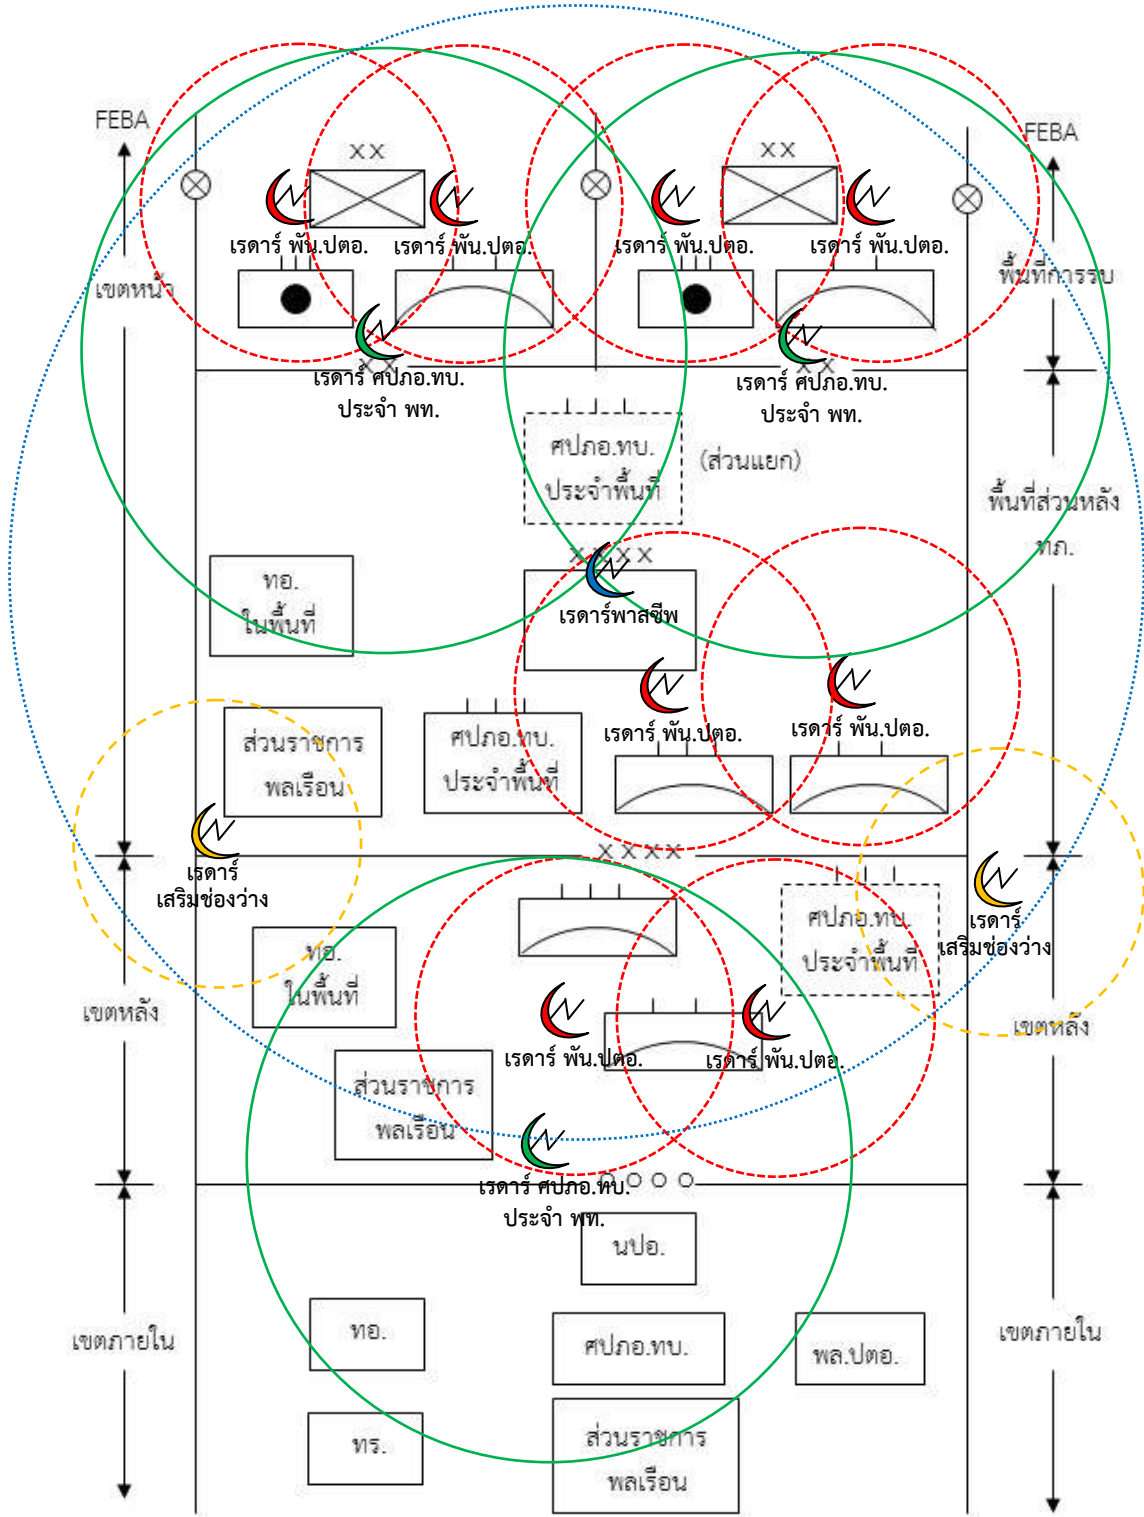 FEBA
FEBA
XX
XX
เรดาร์ พัน.ปตอ.
เรดาร์ พัน.ปตอ.
เรดาร์ พัน.ปตอ.
เรดาร์ พัน.ปตอ.
เขตหน้า
พื้นที่การรบ
XX
XX
เรดาร์ ศปภอ.ทบ.
ประจำ พท.
เรดาร์ ศปภอ.ทบ.
ประจำ พท.
ศปภอ.ทบ.
ประจำพื้นที่
(ส่วนแยก)
พื้นที่ส่วนหลัง
ทภ.
XXXX
ทอ.
ในพื้นที่
เรดาร์พาสซีพ
ส่วนราชการ
พลเรือน
ศปภอ.ทบ.
ประจำพื้นที่
เรดาร์ พัน.ปตอ.
เรดาร์ พัน.ปตอ.
XXXX
เรดาร์
เสริมช่องว่าง
เรดาร์
เสริมช่องว่าง
ศปภอ.ทบ.
ประจำพื้นที่
ทอ.
ในพื้นที่
เขตหลัง
เขตหลัง
เรดาร์ พัน.ปตอ.
เรดาร์ พัน.ปตอ.
ส่วนราชการ
พลเรือน
OOOO
เรดาร์ ศปภอ.ทบ.
ประจำ พท.
นปอ.
เขตภายใน
เขตภายใน
ทอ.
ศปภอ.ทบ.
พล.ปตอ.
ทร.
ส่วนราชการ
พลเรือน